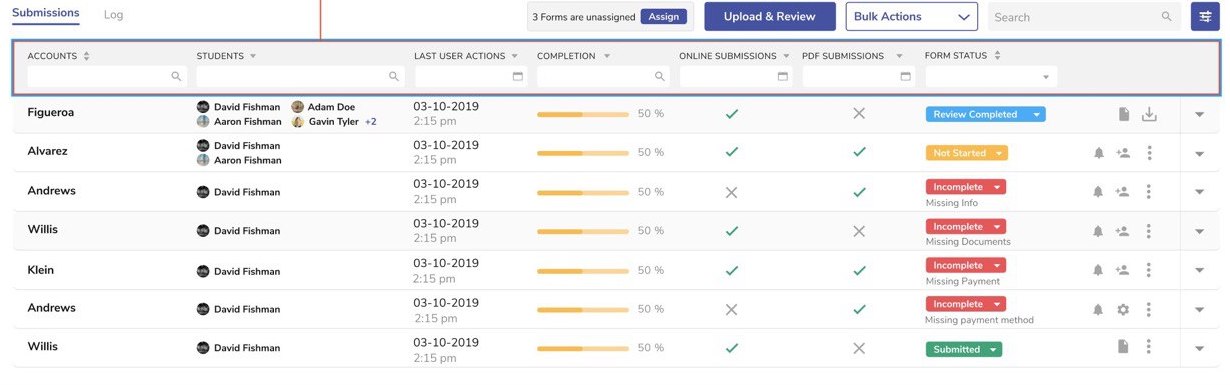 Submissions Log 3 Forms are unassigned Assign Upload & Review Bulk Actions Search
ACCOUNTS STUDENTS LAST USER ACTIONS COMPLETION ONLINE SUBMISSIONS PDF SUBMISSIONS FORM STATUS
Figueroa David Fishman Adam Doe 03-10-2019 50 % Review Completed
Aaron Fishman Gavin Tyler +2 2:15 pm
Alvarez David Fishman 03-10-2019 50 % Not Started
Aaron Fishman 2:15 pm
Andrews David Fishman 03-10-2019 50 % Incomplete
2:15 pm Missing Info
Willis David Fishman 03-10-2019 50 % Incomplete
2:15 pm Missing Documents
Klein David Fishman 03-10-2019 50 % Incomplete
2:15 pm Missing Payment
Andrews David Fishman 03-10-2019 50 % Incomplete
2:15 pm Missing payment method
Willis David Fishman 03-10-2019 50 % Submitted
2:15 pm